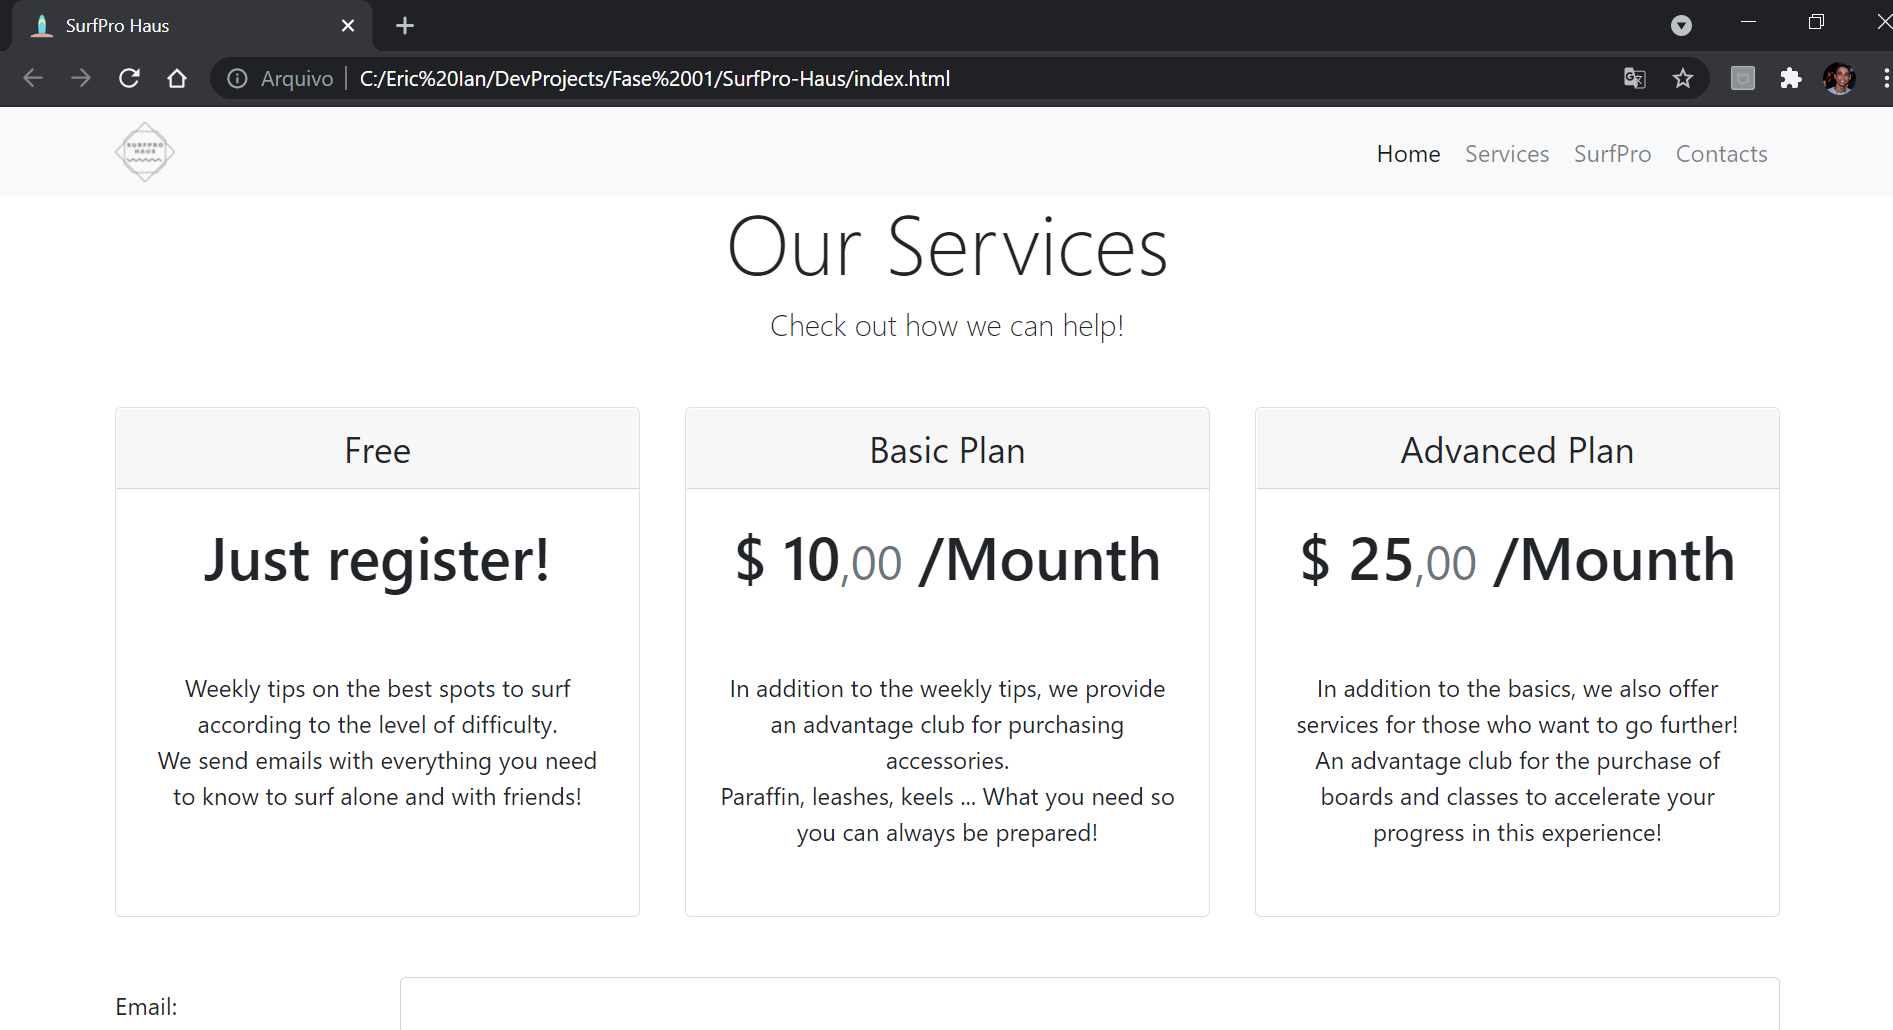 SurfPro Haus
Arquivo
C:/Eric%20Ian/DevProjects/Fase%2001/SurfPro-Haus/index.html
SURFPRO
HAUS
Home Services SurfPro Contacts
Our Services
Check out how we can help!
Free
Just register!
Weekly tips on the best spots to surf
according to the level of difficulty.
We send emails with everything you need
to know to surf alone and with friends!
Basic Plan
$ 10,00 /Mounth
In addition to the weekly tips, we provide
an advantage club for purchasing
accessories.
Paraffin, leashes, keels ... What you need so
you can always be prepared!
Advanced Plan
$ 25,00 /Mounth
In addition to the basics, we also offer
services for those who want to go further!
An advantage club for the purchase of
boards and classes to accelerate your
progress in this experience!
Email: